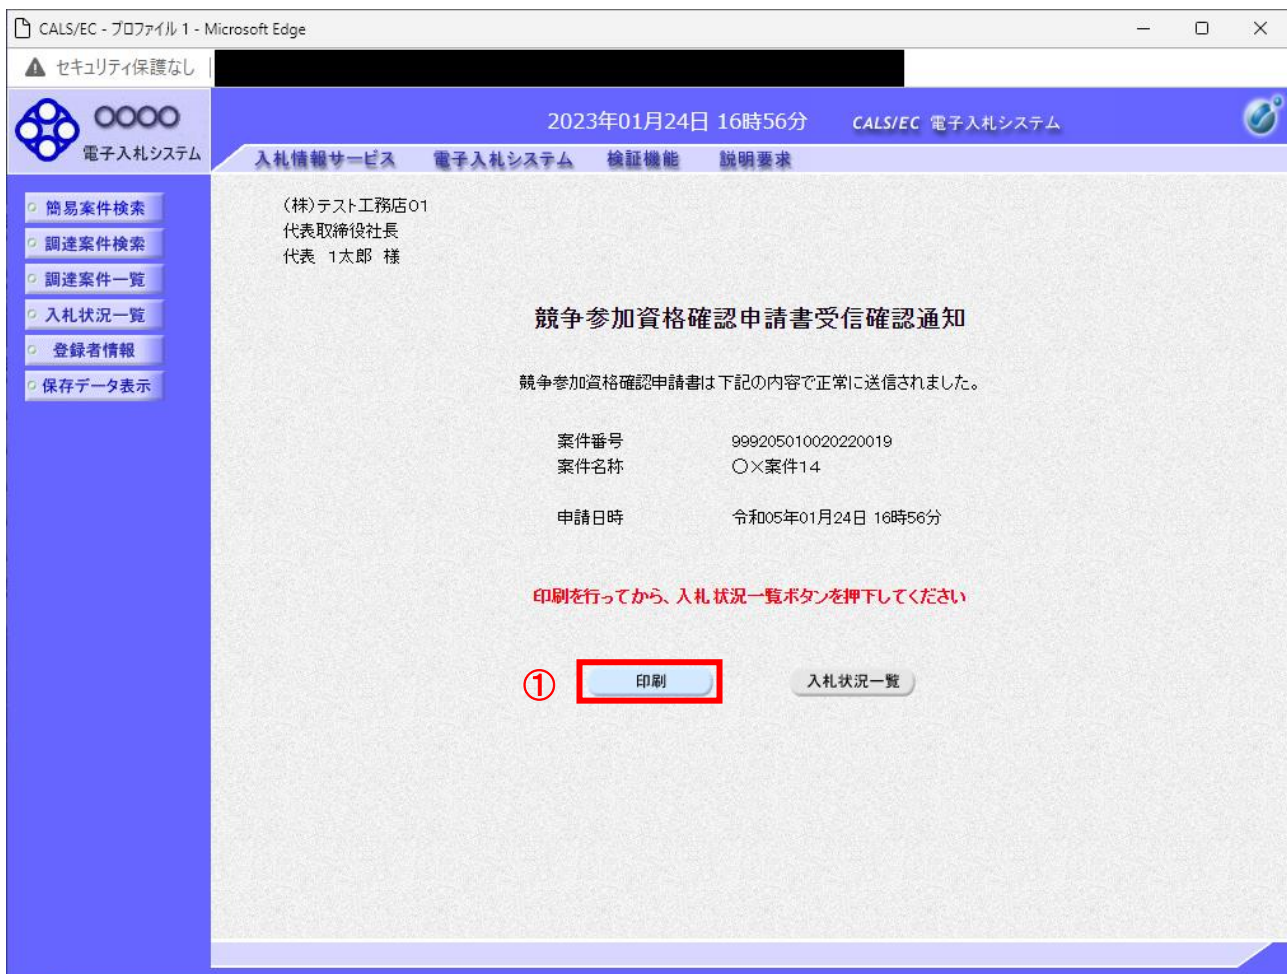 CALS/EC - プロファイル 1 - Microsoft Edge
セキュリティ保護なし
〇〇〇〇
電子入札システム
2023年01月24日 16時56分 CALS/EC 電子入札システム
入札情報サービス 電子入札システム 検証機能 説明要求
簡易案件検索
調達案件検索
調達案件一覧
入札状況一覧
登録者情報
保存データ表示
(株)テスト工務店01
代表取締役社長
代表 1太郎 様
競争参加資格確認申請書受信確認通知
競争参加資格確認申請書は下記の内容で正常に送信されました。
案件番号 999205010020220019
案件名称 〇×案件14
申請日時 令和05年01月24日 16時56分
印刷を行ってから、入札状況一覧ボタンを押下してください
① 印刷 入札状況一覧